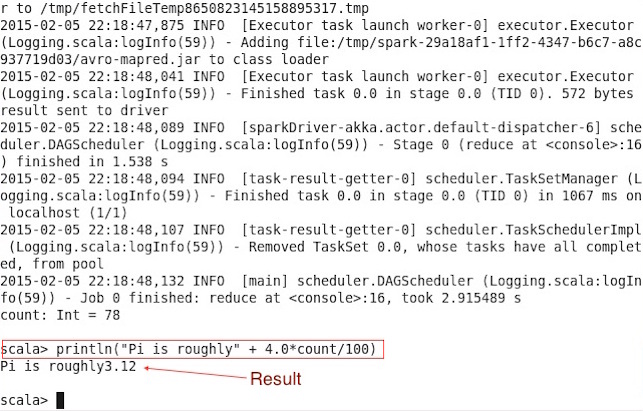 r to /tmp/fetchFileTemp8650823145158895317.tmp
2015-02-05 22:18:47,875 INFO  [Executor task launch worker-0] executor.Executor
(Logging.scala:logInfo(59)) - Adding file:/tmp/spark-29a18af1-1ff2-4347-b6c7-a8c
937719d03/avro-mapred.jar to class loader
2015-02-05 22:18:48,041 INFO  [Executor task launch worker-0] executor.Executor
(Logging.scala:logInfo(59)) - Finished task 0.0 in stage 0.0 (TID 0). 572 bytes
result sent to driver
2015-02-05 22:18:48,089 INFO  [sparkDriver-akka.actor.default-dispatcher-6] sche
duler.DAGScheduler (Logging.scala:logInfo(59)) - Stage 0 (reduce at <console>:16
) finished in 1.538 s
2015-02-05 22:18:48,094 INFO  [task-result-getter-0] scheduler.TaskSetManager (L
ogging.scala:logInfo(59)) - Finished task 0.0 in stage 0.0 (TID 0) in 1067 ms on
 localhost (1/1)
2015-02-05 22:18:48,107 INFO  [task-result-getter-0] scheduler.TaskSchedulerImpl
(Logging.scala:logInfo(59)) - Removed TaskSet 0.0, whose tasks have all complet
ed, from pool
2015-02-05 22:18:48,132 INFO  [main] scheduler.DAGScheduler (Logging.scala:logIn
fo(59)) - Job 0 finished: reduce at <console>:16, took 2.915489 s
count: Int = 78
scala> println("Pi is roughly" + 4.0*count/100)
Pi is roughly3.12
Result
scala>